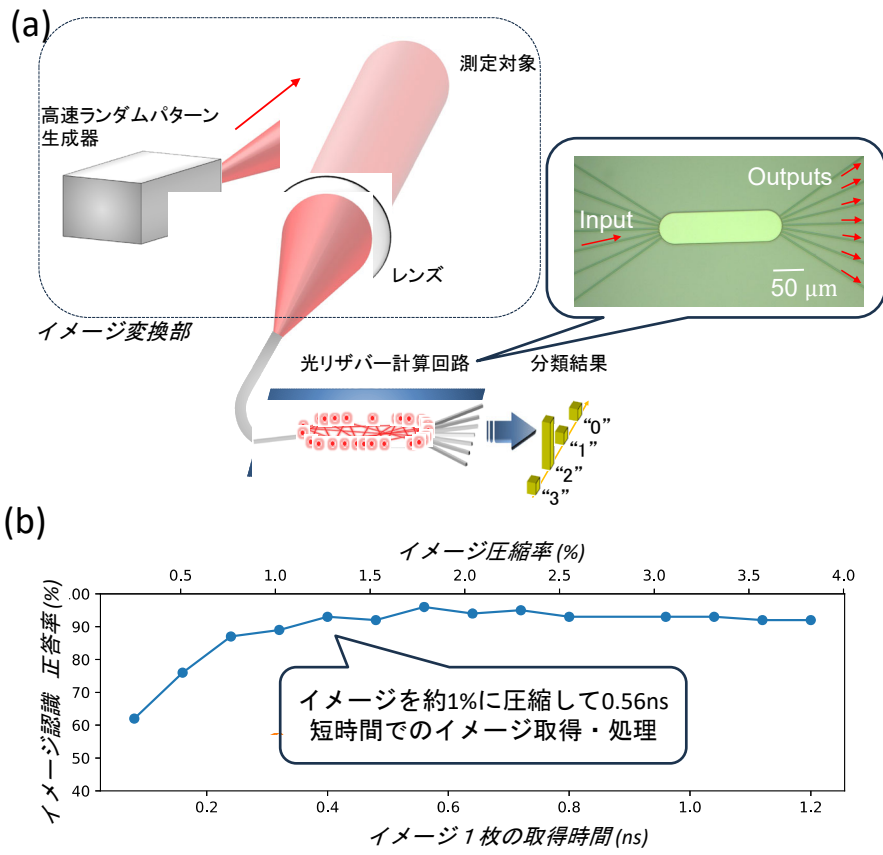 (a)
測定対象
高速ランダムパターン
生成器
レンズ
イメージ変換部
Input
Outputs
50 μm
光リザバー計算回路
分類結果
“0”
“1”
“2”
“3”
(b)
イメージ圧縮率 (%)
0.5 1.0 1.5 2.0 2.5 3.0 3.5 4.0
イメージ認識 正答率 (%)
00
90
80
70
60
50
40
イメージを約1%に圧縮して0.56ns
短時間でのイメージ取得・処理
0.2 0.4 0.6 0.8 1.0 1.2
イメージ 1 枚の取得時間 (ns)